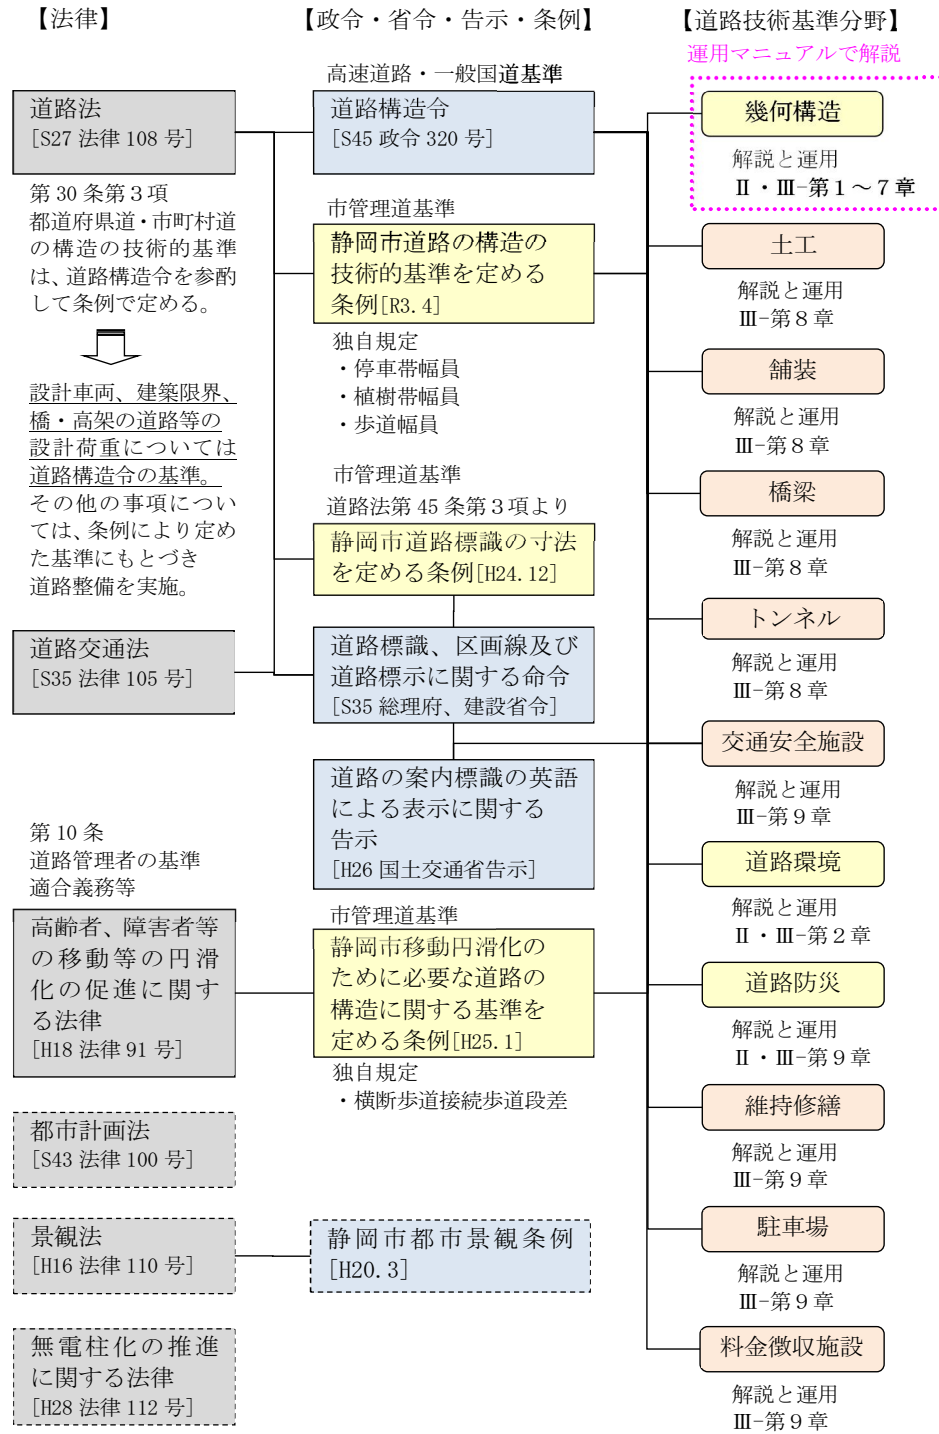 【法律】
道路法
[S27 法律 108 号]
第 30 条第３項
都道府県道・市町村道
の構造の技術的基準
は、道路構造令を参酌
して条例で定める。
設計車両、建築限界、
橋・高架の道路等の
設計荷重については
道路構造令の基準。
その他の事項につい
ては、条例により定め
た基準にもとづき
道路整備を実施。
道路交通法
[S35 法律 105 号]
第 10 条
道路管理者の基準
適合義務等
高齢者、障害者等
の移動等の円滑
化の促進に関す
る法律
[H18 法律 91 号]
都市計画法
[S43 法律 100 号]
景観法
[H16 法律 110 号]
無電柱化の推進
に関する法律
[H28 法律 112 号]
【政令・省令・告示・条例】
高速道路・一般国道基準
道路構造令
[S45 政令 320 号]
市管理道基準
静岡市道路の構造の
技術的基準を定める
条例[R3.4]
独自規定
・停車帯幅員
・植樹帯幅員
・歩道幅員
市管理道基準
道路法第 45 条第３項より
静岡市道路標識の寸法
を定める条例[H24.12]
道路標識、区画線及び
道路標示に関する命令
[S35 総理府、建設省令]
道路の案内標識の英語
による表示に関する
告示
[H26 国土交通省告示]
市管理道基準
静岡市移動円滑化の
ために必要な道路の
構造に関する基準を
定める条例[H25.1]
独自規定
・横断歩道接続歩道段差
静岡市都市景観条例
[H20.3]
【道路技術基準分野】
運用マニュアルで解説
幾何構造
解説と運用
Ⅱ・Ⅲ-第１～７章
土工
解説と運用
Ⅲ-第８章
舗装
解説と運用
Ⅲ-第８章
橋梁
解説と運用
Ⅲ-第８章
トンネル
解説と運用
Ⅲ-第８章
交通安全施設
解説と運用
Ⅲ-第９章
道路環境
解説と運用
Ⅱ・Ⅲ-第２章
道路防災
解説と運用
Ⅱ・Ⅲ-第９章
維持修繕
解説と運用
Ⅲ-第９章
駐車場
解説と運用
Ⅲ-第９章
料金徴収施設
解説と運用
Ⅲ-第９章